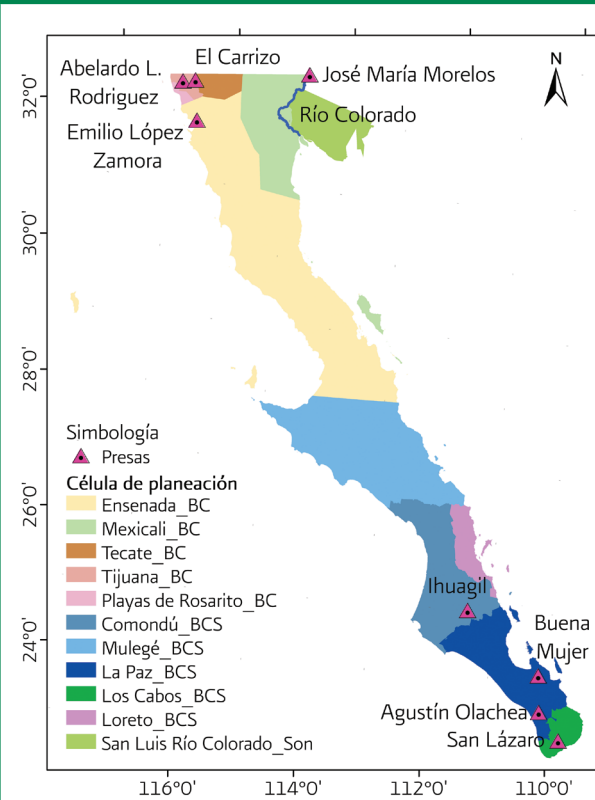 El Carrizo
Abelardo L.
Rodriguez
José María Morelos
N
Río Colorado
Emilio López
Zamora
32°0'
30°0'
28°0'
26°0'
24°0'
Simbología
Presas
Célula de planeación
Ensenada_BC
Mexicali_BC
Tecate_BC
Tijuana_BC
Playas de Rosarito_BC
Comondú_BCS
Mulegé_BCS
La Paz_BCS
Los Cabos_BCS
Loreto_BCS
San Luis Río Colorado_Son
Ihuagil
Buena
Mujer
Agustín Olachea
San Lázaro
116°0'
114°0'
112°0'
110°0'